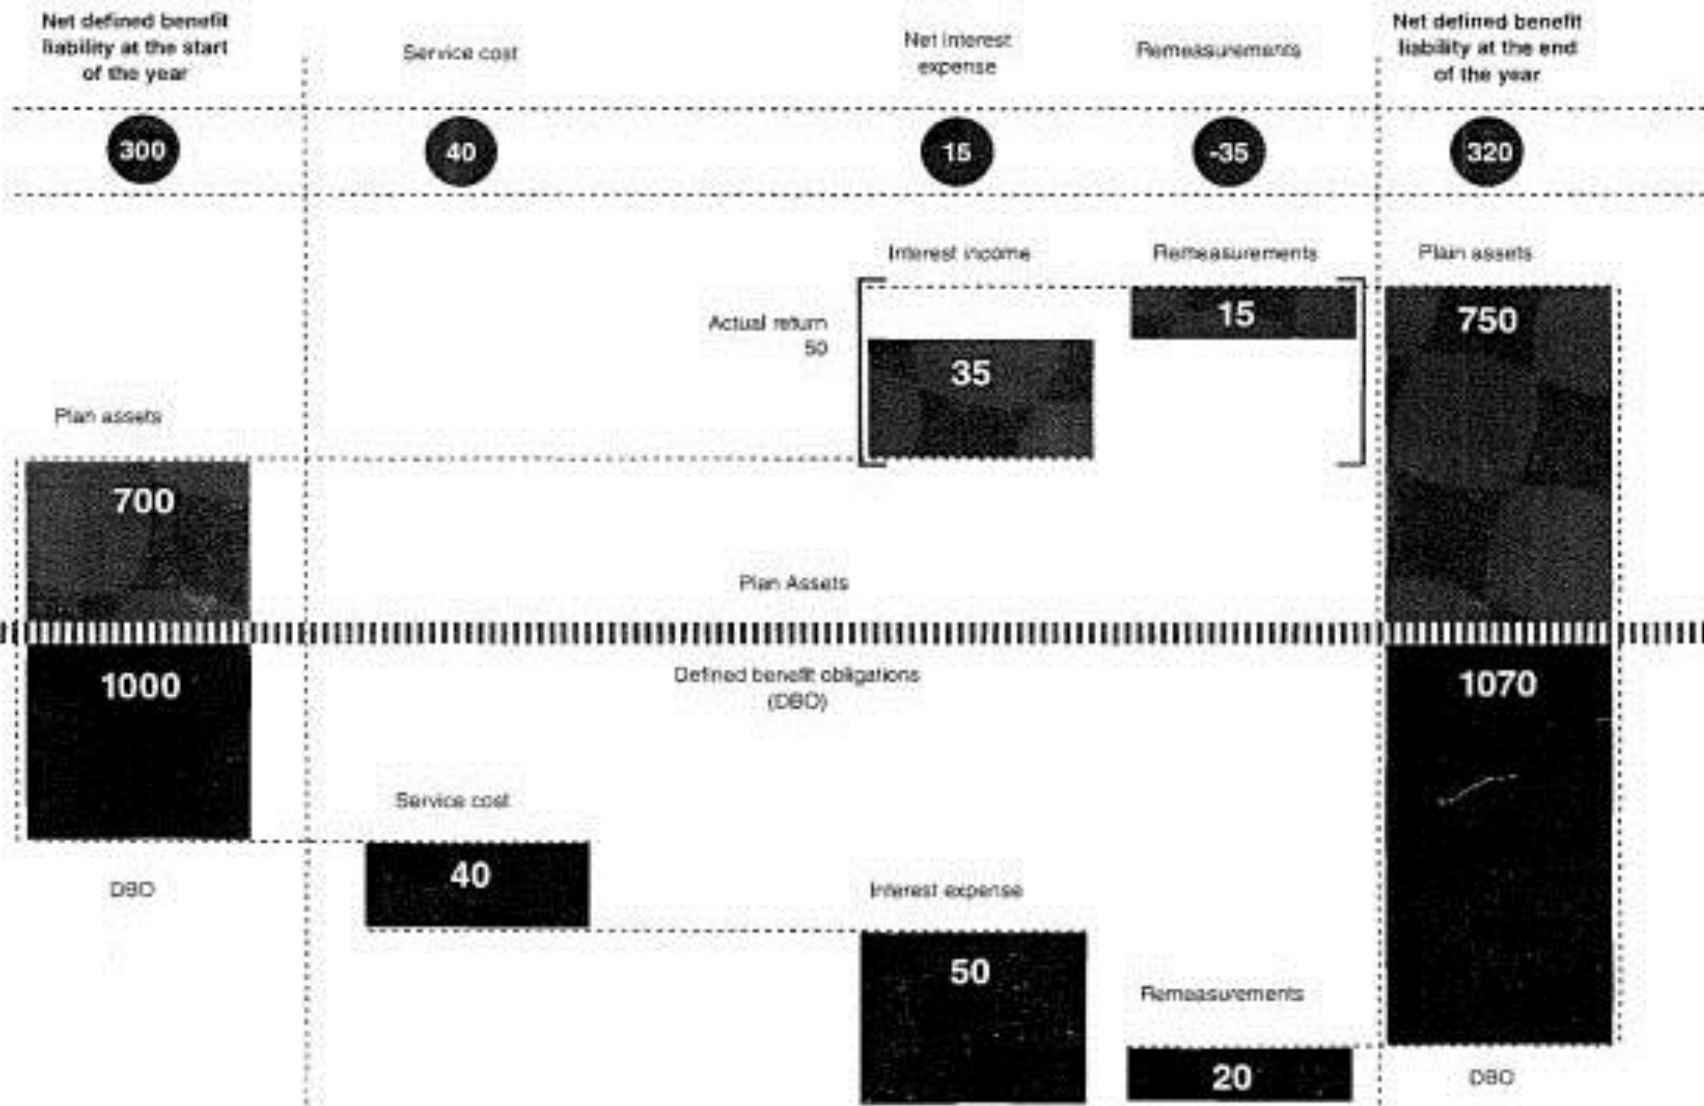 Net defined benefit
liability at the start
of the year
Service cost
Net interest
expense
Remeasurements
Net defined benefit
liability at the end
of the year
300
40
15
-35
320
Interest income
Remeasurements
Plain assets
Actual return
50
35
15
750
Plan assets
700
Plan Assets
1000
Defined benefit obligations
(DBO)
1070
Service cost
40
DBO
Interest expense
50
Remeasurements
20
DBO